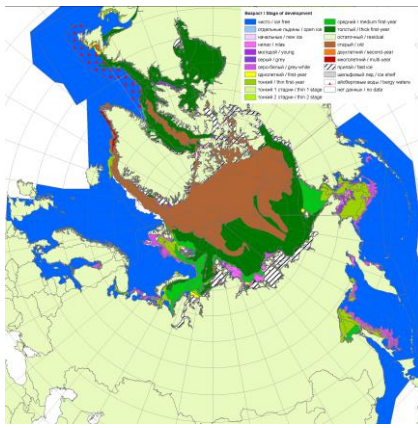 Возраст / Stage of development
чисто / ice free
отдельные льдины / open ice
начальные / new ice
нилас / nilas
молодой / young
серый / grey
серо-белый / grey-white
однолетний / first-year
тонкий / thin first-year
тонкий 1 стадии / thin 1 stage
тонкий 2 стадии / thin 2 stage
средний / medium first-year
толстый / thick first-year
остаточный / residual
старый / old
двухлетний / second-year
многолетний / multi-year
припай / fast ice
шельфовый лед / ice shelf
айсберговые воды / bergy waters
нет данных / no data